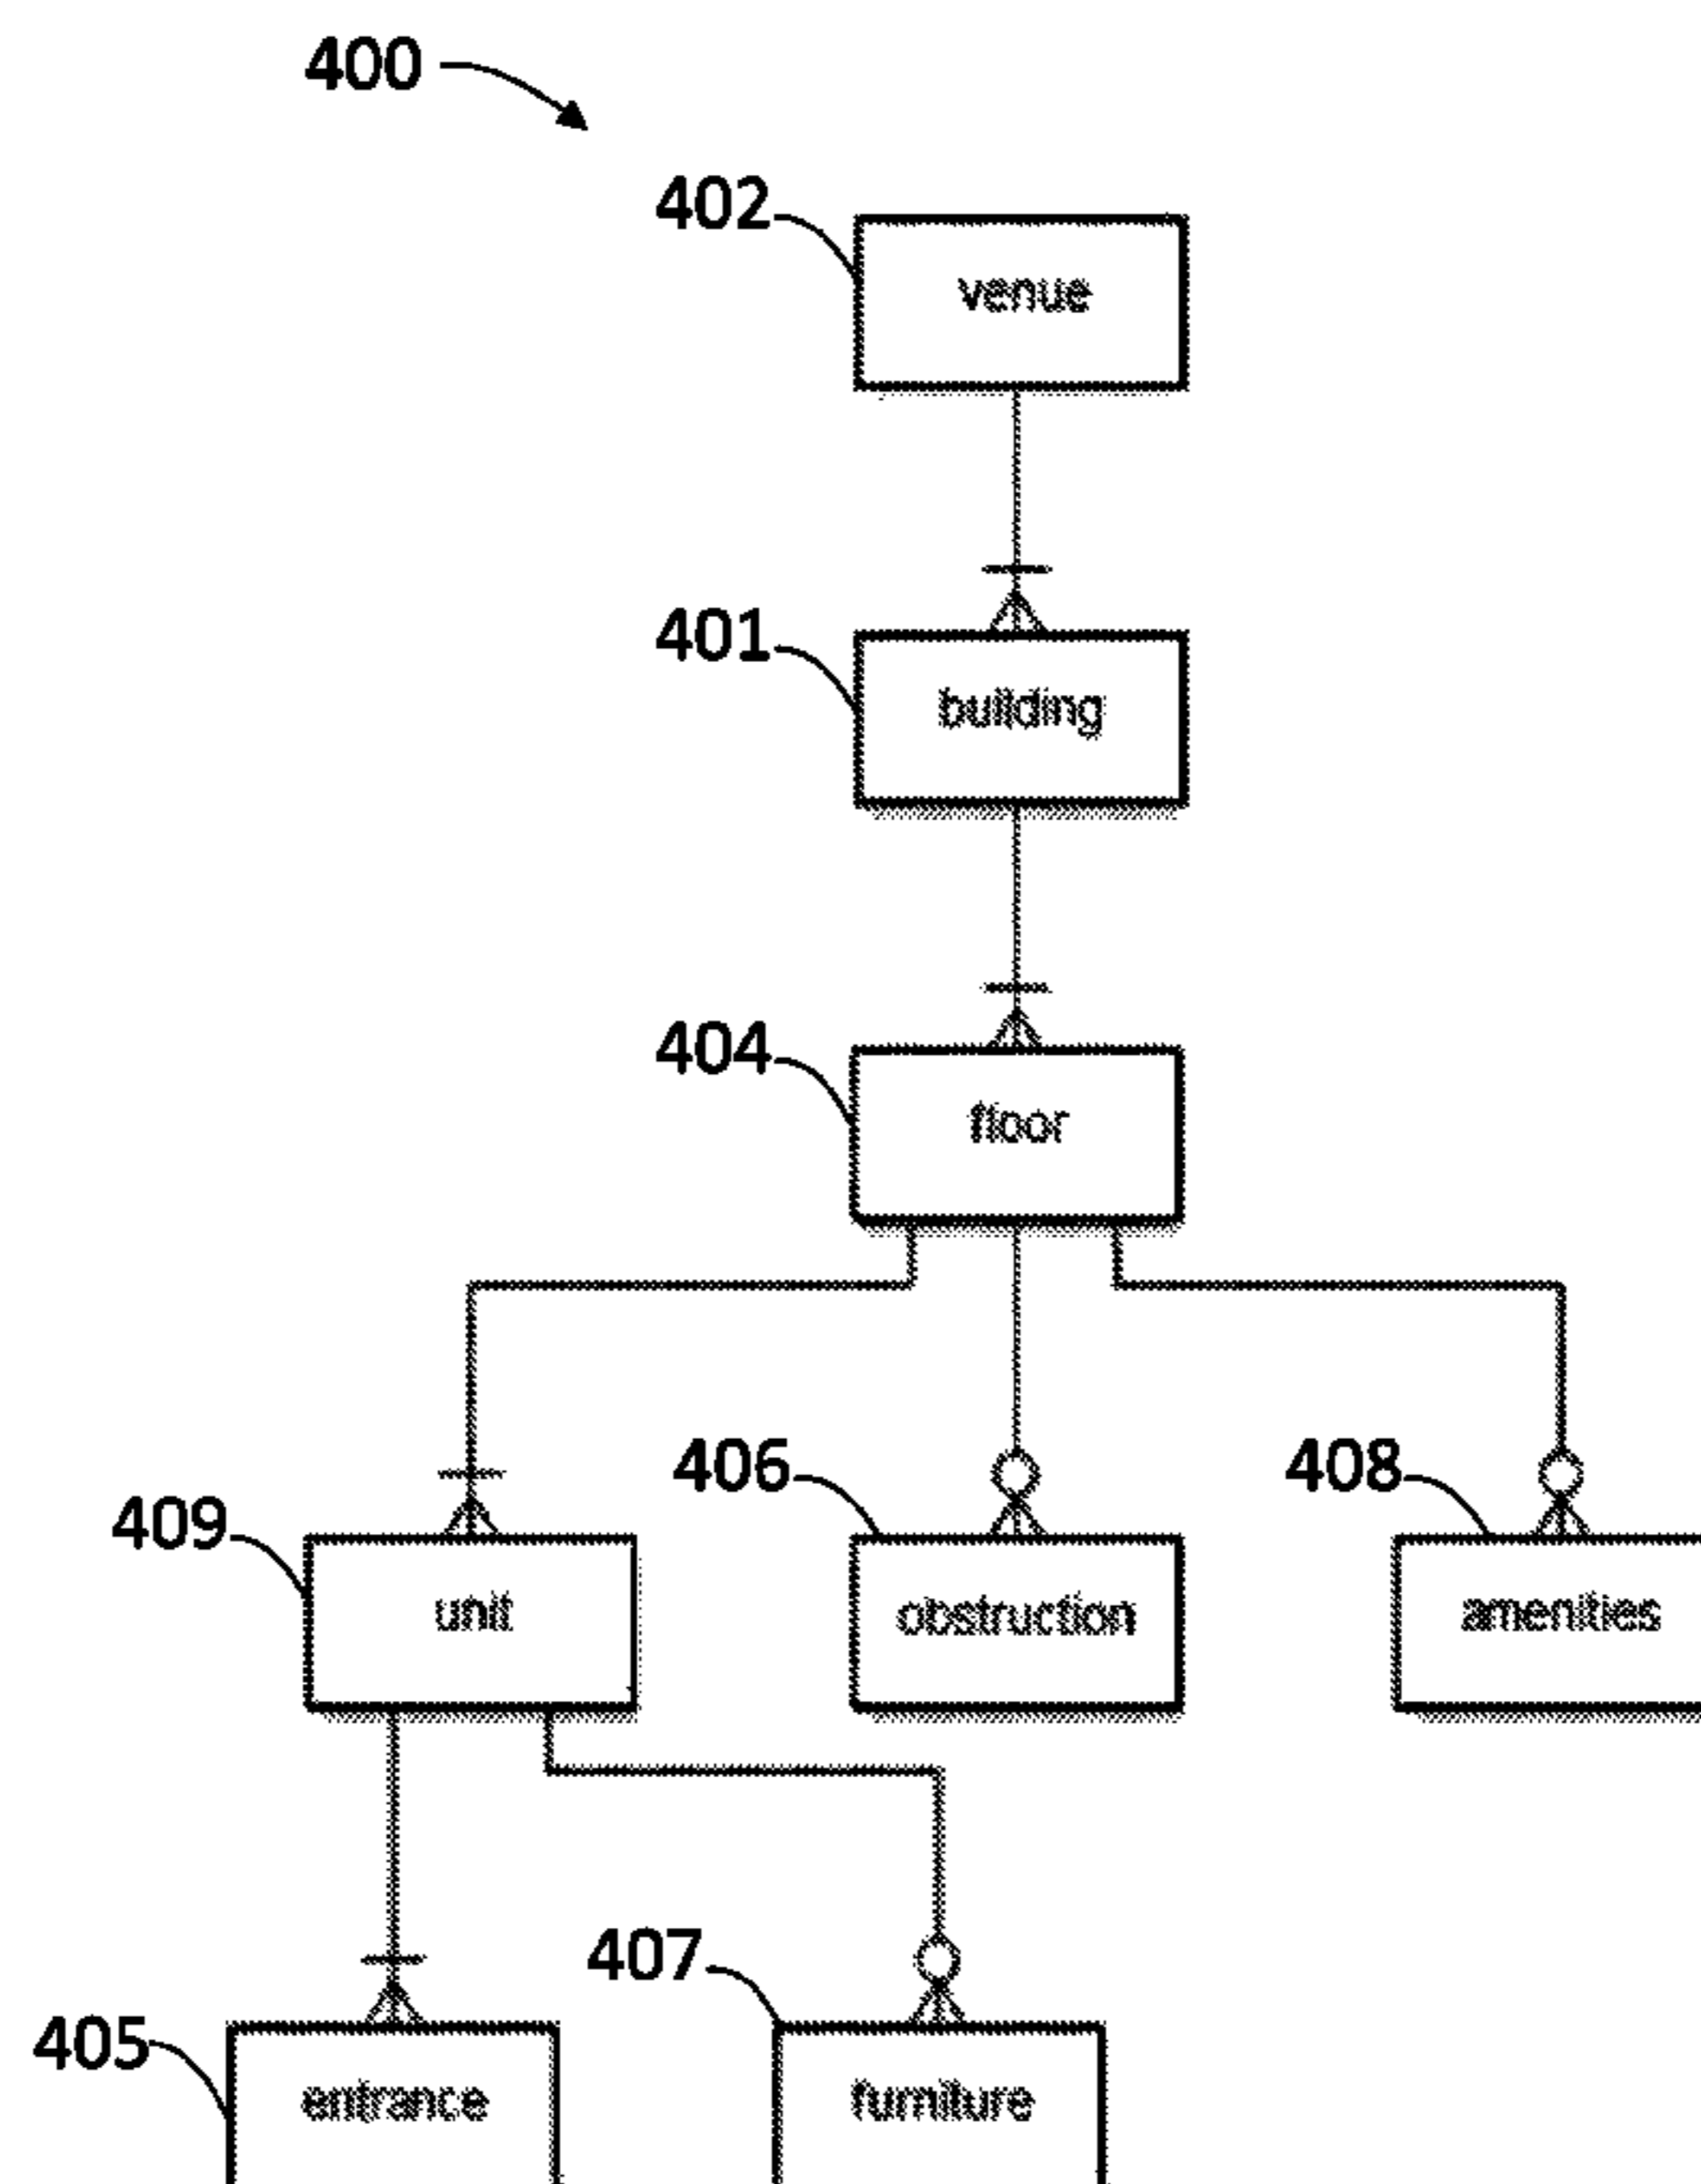 400
402
venue
401
building
404
floor
409
unit
406
obstruction
408
amenities
405
entrance
407
furniture